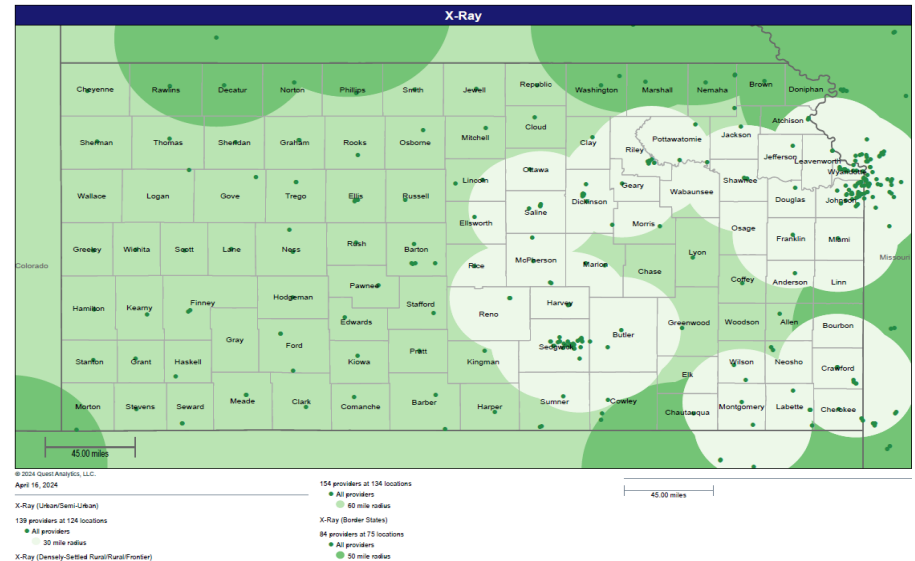 X-Ray
Cheyenne Rawlins Decatur Norton Phillips Smith Jewell Republic Washington Marshall Nemaha Brown Doniphan
Atchison
Sherman Thomas Sheridan Graham Rooks Osborne Mitchell Cloud Clay Riley Pottawatomie Jackson
Jefferson Leavenworth
Wyandotte
Wallace Logan Gove Trego Ellis Russell Lincoln Ottawa Dickinson Geary Wabaunsee Shawnee Douglas Johnson
Ellsworth Saline Morris Osage
Franklin Miami
Colorado Greeley Wichita Scott Lane Ness Rush Barton Rice McPherson Marion Chase Lyon Missouri
Coffey Anderson Linn
Hamilton Kearny Finney Hodgeman Pawnee Stafford Reno Harvey
Gray Ford Edwards Sedgwick Butler Greenwood Woodson Allen Bourbon
Stanton Grant Haskell Kiowa Pratt Kingman Elk Wilson Neosho Crawford
Morton Stevens Seward Meade Clark Comanche Barber Harper Sumner Cowley Chautauqua Montgomery Labette Cherokee
45.00 miles
© 2024 Quest Analytics, LLC.
April 16, 2024
X-Ray (Urban/Semi-Urban)
139 providers at 124 locations
All providers
30 mile radius
X-Ray (Densely-Settled Rural/Rural/Frontier)
154 providers at 134 locations
All providers
60 mile radius
X-Ray (Border States)
84 providers at 75 locations
All providers
50 mile radius
45.00 miles